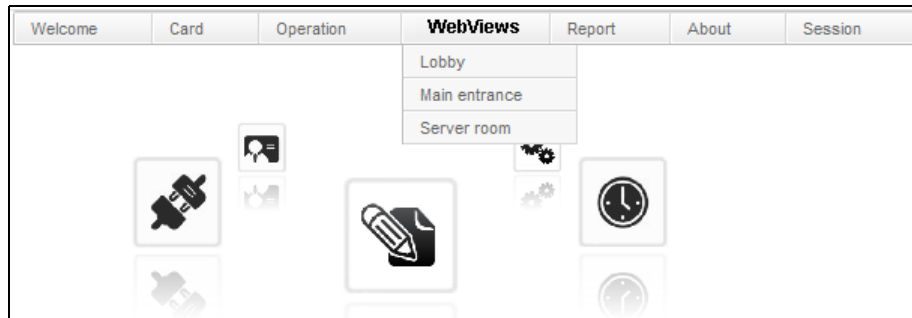 Welcome Card Operation WebViews Report About Session
Lobby
Main entrance
Server room